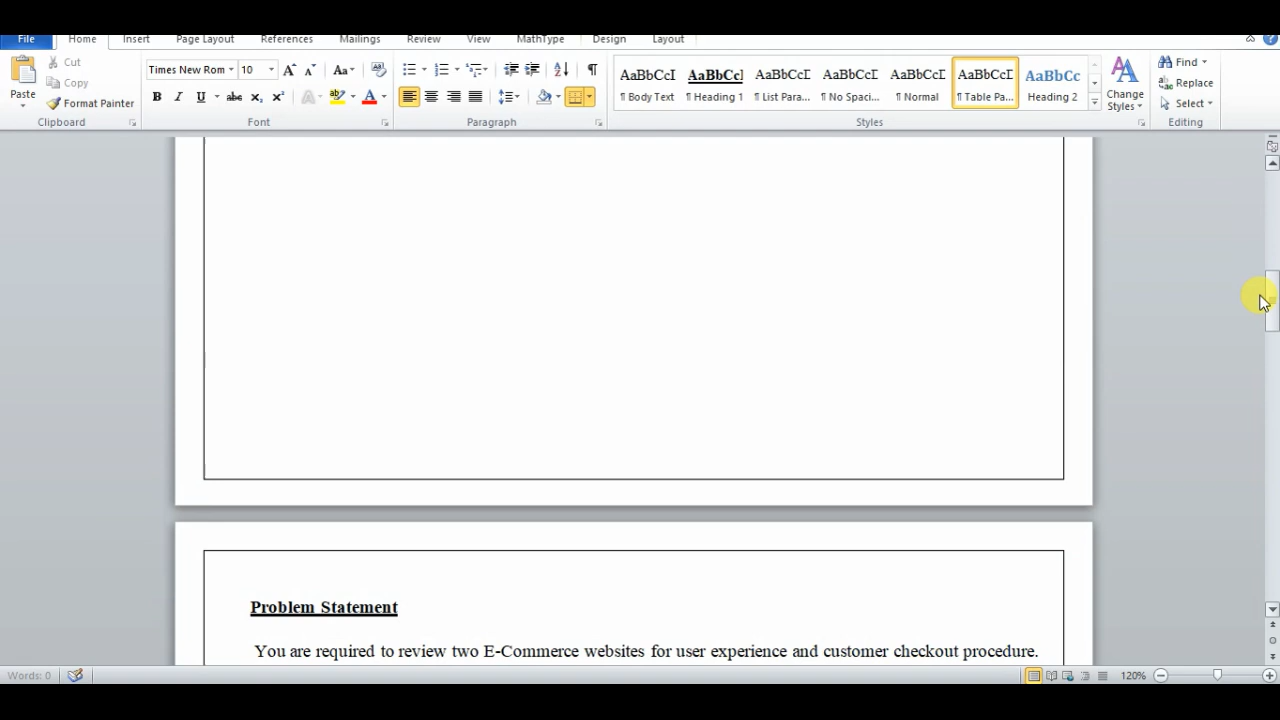 File Home Insert Page Layout References Mailings Review View MathType Design Layout
Paste Cut Copy Format Painter
Times New Rom 10
AaBbCcI AaBbCcI AaBbCcI AaBbCcI AaBbCcI AaBbCcI AaBbCc
¶ Body Text ¶ Heading 1 ¶ List Para... ¶ No Spaci... ¶ Normal ¶ Table Pa... Heading 2
Change Styles
Find Replace Select
Clipboard Font Paragraph Styles Editing
Problem Statement
You are required to review two E-Commerce websites for user experience and customer checkout procedure.
Words: 0 120%